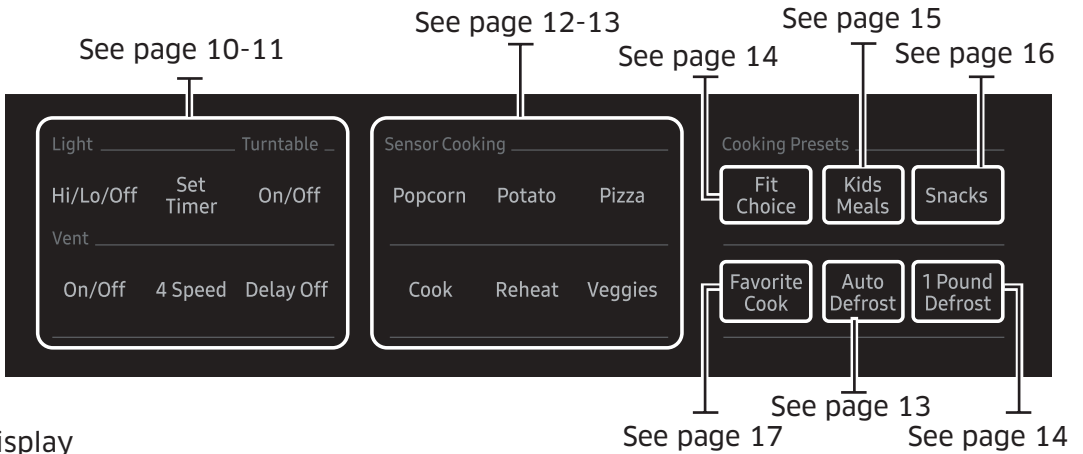 See page 10-11
See page 12-13
See page 14
See page 15
See page 16
Light
Turntable
Hi/Lo/Off
Set
Timer
On/Off
Vent
On/Off
4 Speed
Delay Off
Sensor Cooking
Popcorn
Potato
Pizza
Cook
Reheat
Veggies
Cooking Presets
Fit
Choice
Kids
Meals
Snacks
Favorite
Cook
Auto
Defrost
1 Pound
Defrost
See page 17
See page 13
See page 14
isplay